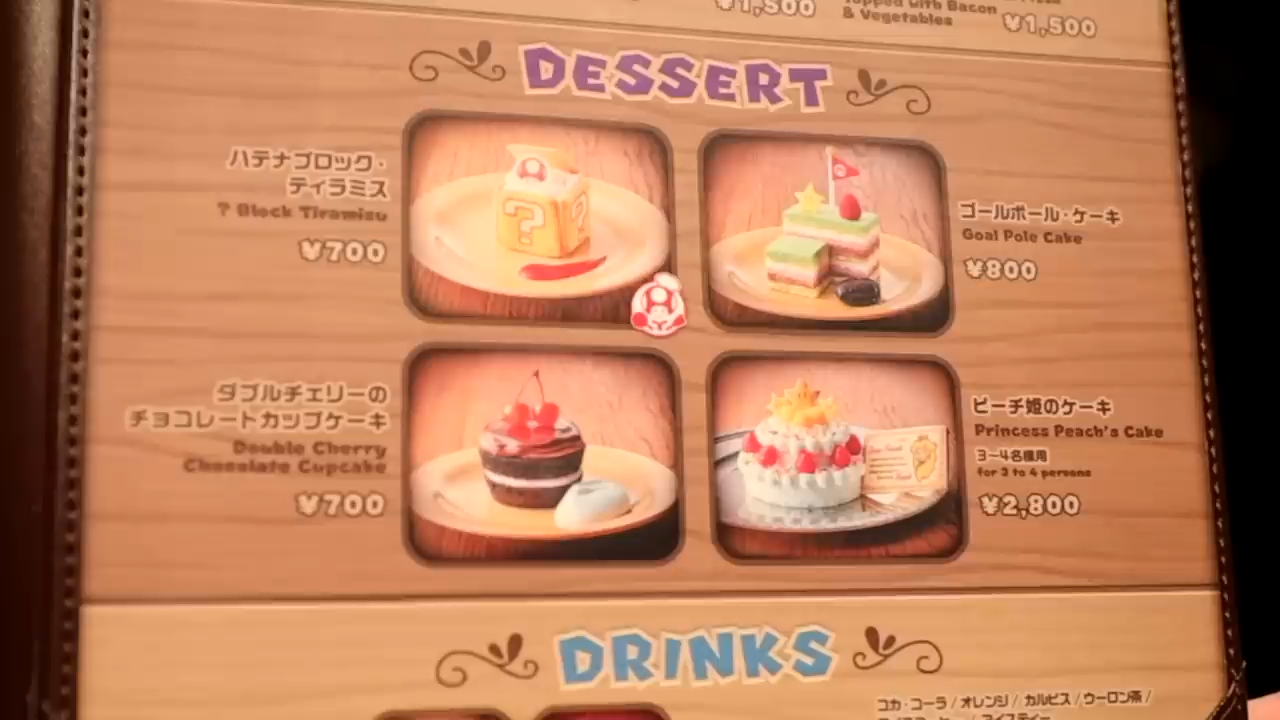 ¥1,500
Topped with Bacon
& Vegetables
¥1,500
DESSERT
ハテナブロック・
ティラミス
? Block Tiramisu
¥700
?
?
ゴールポール・ケーキ
Goal Pole Cake
¥800
ダブルチェリーの
チョコレートカップケーキ
Double Cherry
Chocolate Cupcake
¥700
ピーチ姫のケーキ
Princess Peach's Cake
3〜4名様用
for 3 to 4 persons
¥2,800
DRINKS
コカ・コーラ / オレンジ / カルピス / ウーロン茶 /